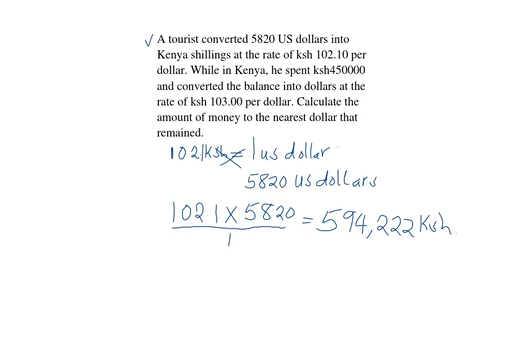 ✓ A tourist converted 5820 US dollars into
Kenya shillings at the rate of ksh 102.10 per
dollar. While in Kenya, he spent ksh450000
and converted the balance into dollars at the
rate of ksh 103.00 per dollar. Calculate the
amount of money to the nearest dollar that
remained.
102.1Ksh = 1 us dollar
5820 us dollars
102.1 x 5820 = 594,222 Ksh.
1